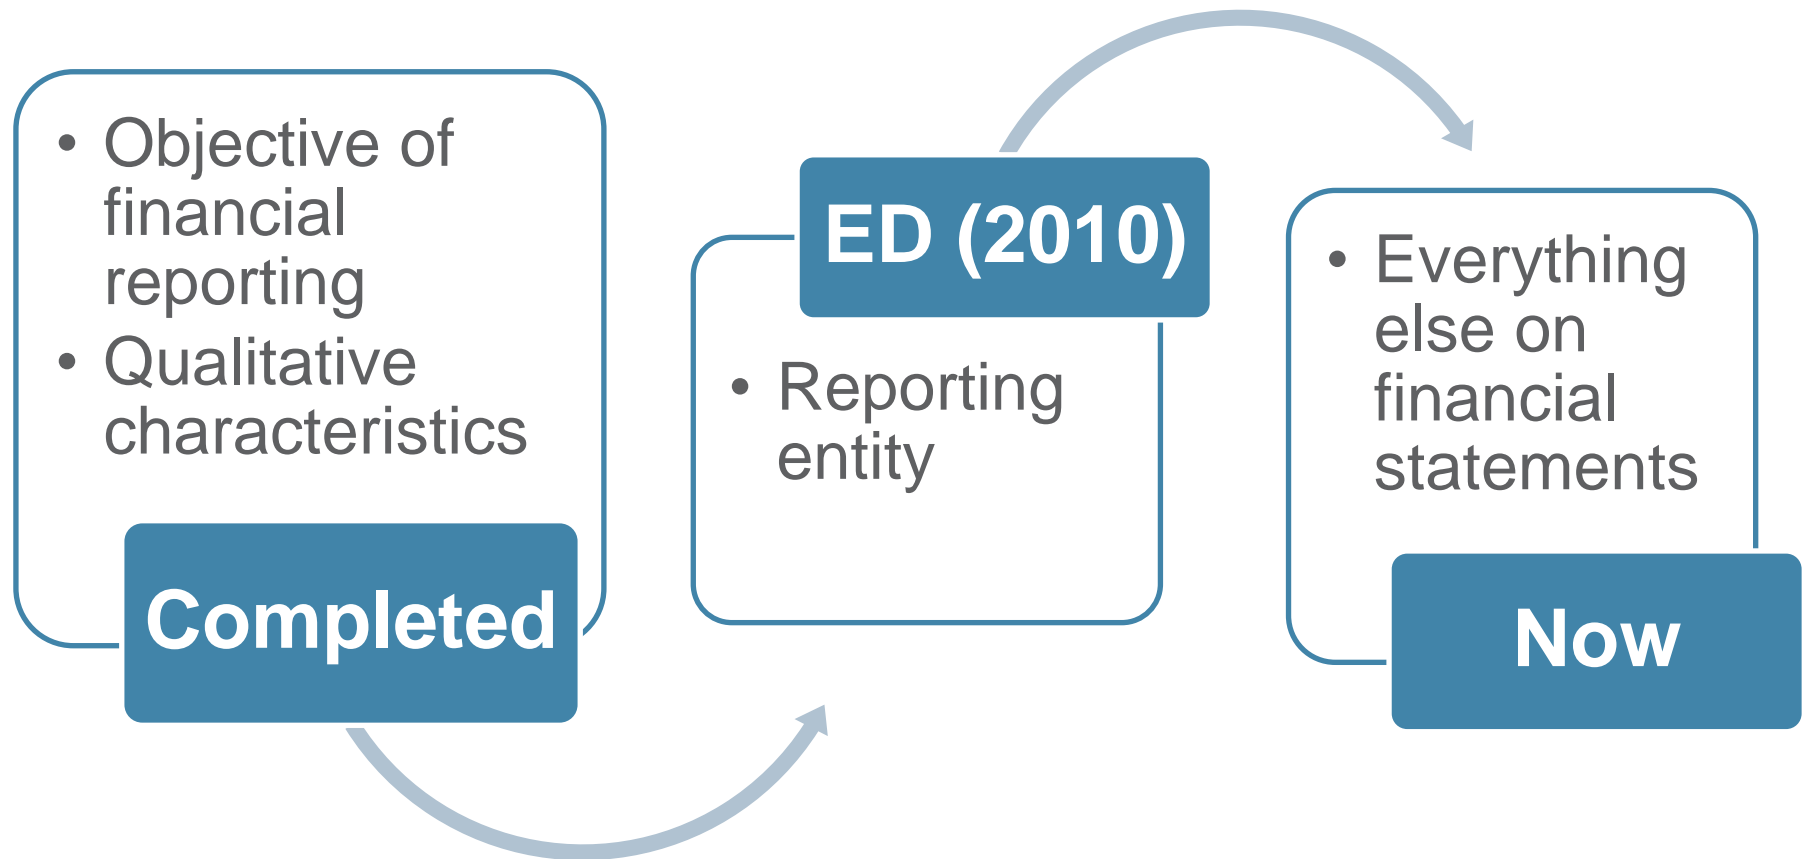 • Objective of
financial
reporting
• Qualitative
characteristics
Completed
ED (2010)
• Reporting
entity
• Everything
else on
financial
statements
Now